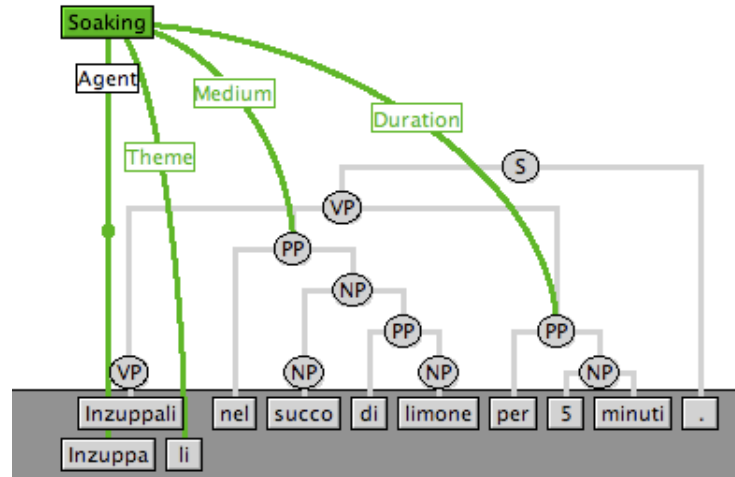 Soaking
Agent
Medium
Duration
Theme
S
VP
PP
NP
PP PP
VP NP NP NP
Inzuppali nel succo di limone per 5 minuti .
Inzuppa li